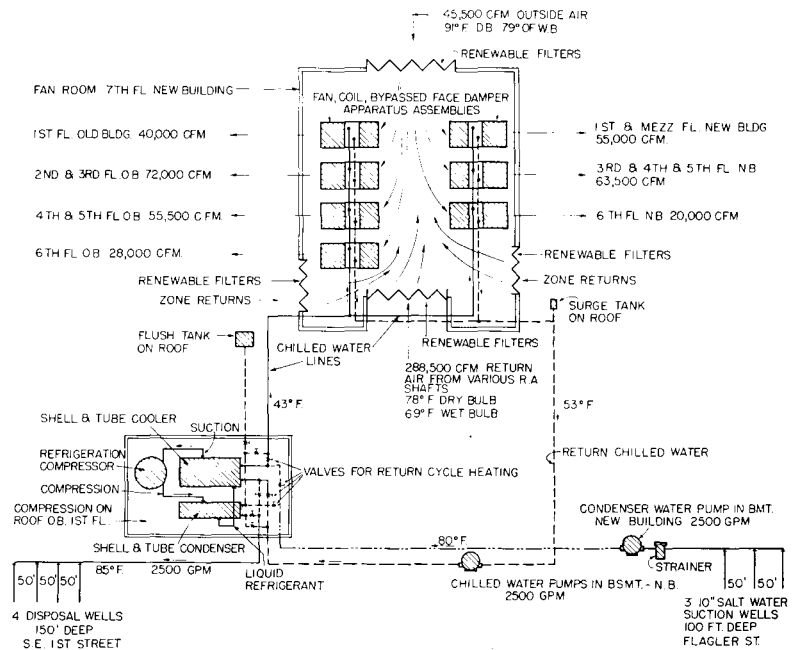 45,500 CFM OUTSIDE AIR
91° F. D B 79° OF W.B
RENEWABLE FILTERS
FAN ROOM 7TH FL NEW BUILDING
FAN, COIL, BYPASSED FACE DAMPER
APPARATUS ASSEMBLIES
1ST FL. OLD BLDG. 40,000 CFM
1ST & MEZZ FL. NEW BLDG
55,000 CFM.
2ND & 3RD FL. O B 72,000 CFM
3RD & 4TH & 5TH FL N B
63,500 CFM
4TH & 5TH FL O B 55,500 C F M.
6TH FL NB 20,000 CFM
6TH FL O B 28,000 CFM.
RENEWABLE FILTERS
RENEWABLE FILTERS
ZONE RETURNS
ZONE RETURNS
SURGE TANK
ON ROOF
FLUSH TANK
ON ROOF
CHILLED WATER
LINES
RENEWABLE FILTERS
288,500 CFM RETURN
AIR FROM VARIOUS R.A
SHAFTS
78° F DRY BULB
69° F WET BULB
43° F.
53° F.
SHELL & TUBE COOLER
SUCTION
REFRIGERATION
COMPRESSOR
VALVES FOR RETURN CYCLE HEATING
RETURN CHILLED WATER
COMPRESSION
COMPRESSION ON
ROOF O.B. 1ST FL.
CONDENSER WATER PUMP IN BMT.
NEW BUILDING 2500 GPM
80° F.
SHELL & TUBE CONDENSER
2500 GPM
85° F.
LIQUID
REFRIGERANT
STRAINER
CHILLED WATER PUMPS IN BSMT. - N.B.
2500 GPM
50' 50' 50'
50' 50'
4 DISPOSAL WELLS
150' DEEP
S.E. 1ST STREET
3 10" SALT WATER
SUCTION WELLS
100 FT. DEEP
FLAGLER ST.